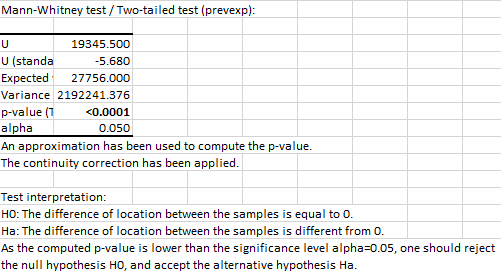 Mann-Whitney test / Two-tailed test (prevexp):
U 19345.500
U (standa -5.680
Expected 27756.000
Variance 2192241.376
p-value (T <0.0001
alpha 0.050
An approximation has been used to compute the p-value.
The continuity correction has been applied.
Test interpretation:
H0: The difference of location between the samples is equal to 0.
Ha: The difference of location between the samples is different from 0.
As the computed p-value is lower than the significance level alpha=0.05, one should reject
the null hypothesis H0, and accept the alternative hypothesis Ha.